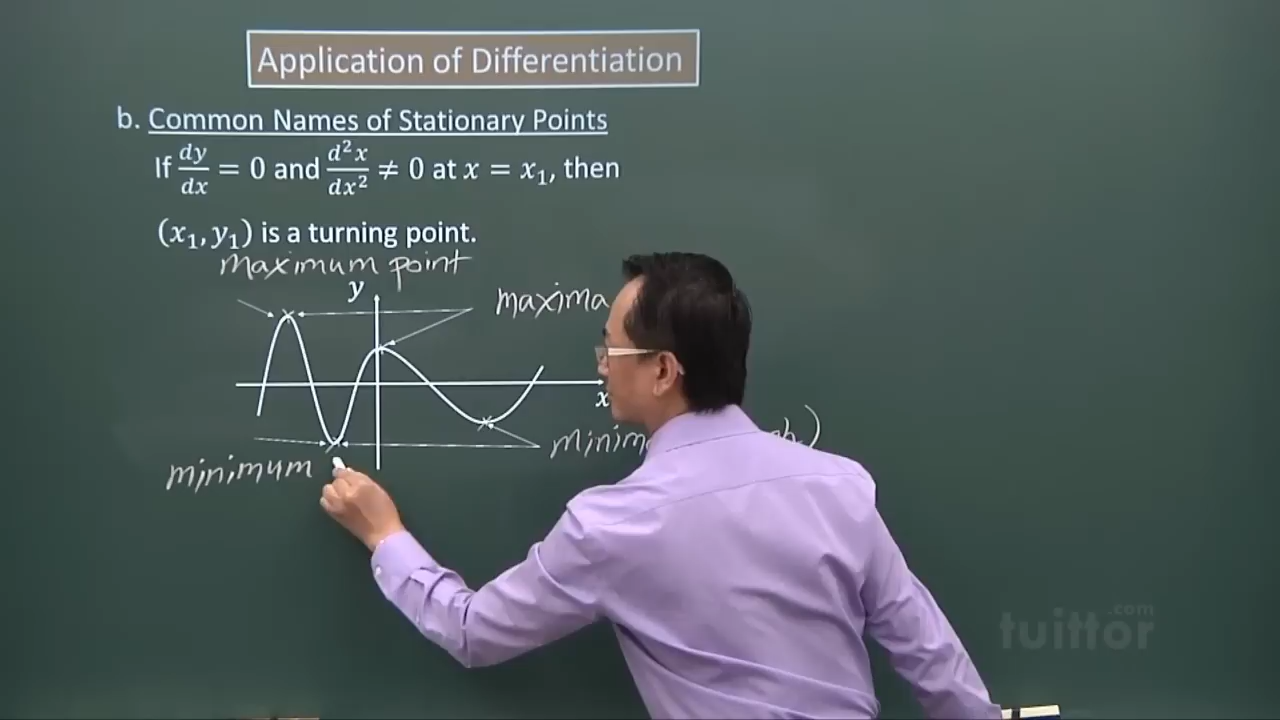 Application of Differentiation
b. Common Names of Stationary Points
If dy/dx = 0 and d²x/dx² ≠ 0 at x = x₁, then
(x₁, y₁) is a turning point.
maximum point
y
maxima
x
minimum
tuittor.com